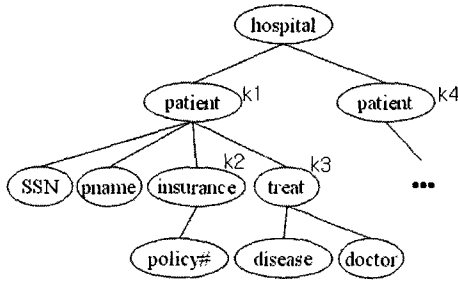 hospital
patient k1
patient k4
SSN pname insurance k2 treat k3 ...
policy# disease doctor